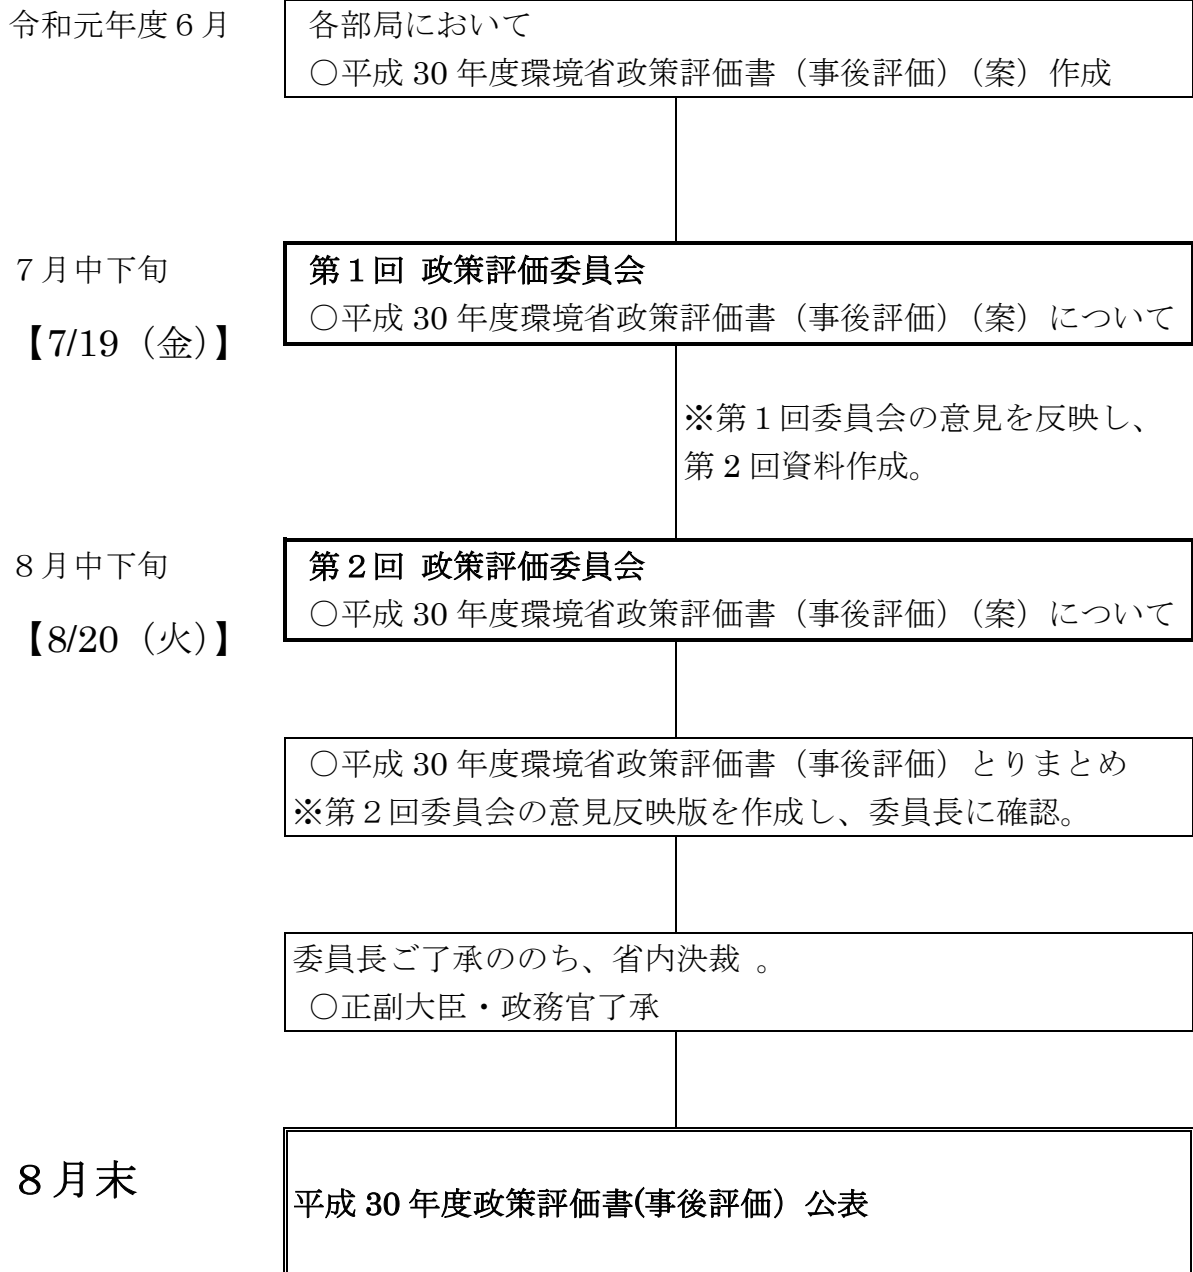 令和元年度６月
各部局において
○平成 30 年度環境省政策評価書（事後評価）（案）作成
７月中下旬
【7/19（金）】
第１回 政策評価委員会
○平成 30 年度環境省政策評価書（事後評価）（案）について
※第１回委員会の意見を反映し、
第２回資料作成。
８月中下旬
【8/20（火）】
第２回 政策評価委員会
○平成 30 年度環境省政策評価書（事後評価）（案）について
○平成 30 年度環境省政策評価書（事後評価）とりまとめ
※第２回委員会の意見反映版を作成し、委員長に確認。
委員長ご了承ののち、省内決裁 。
○正副大臣・政務官了承
８月末
平成 30 年度政策評価書(事後評価）公表